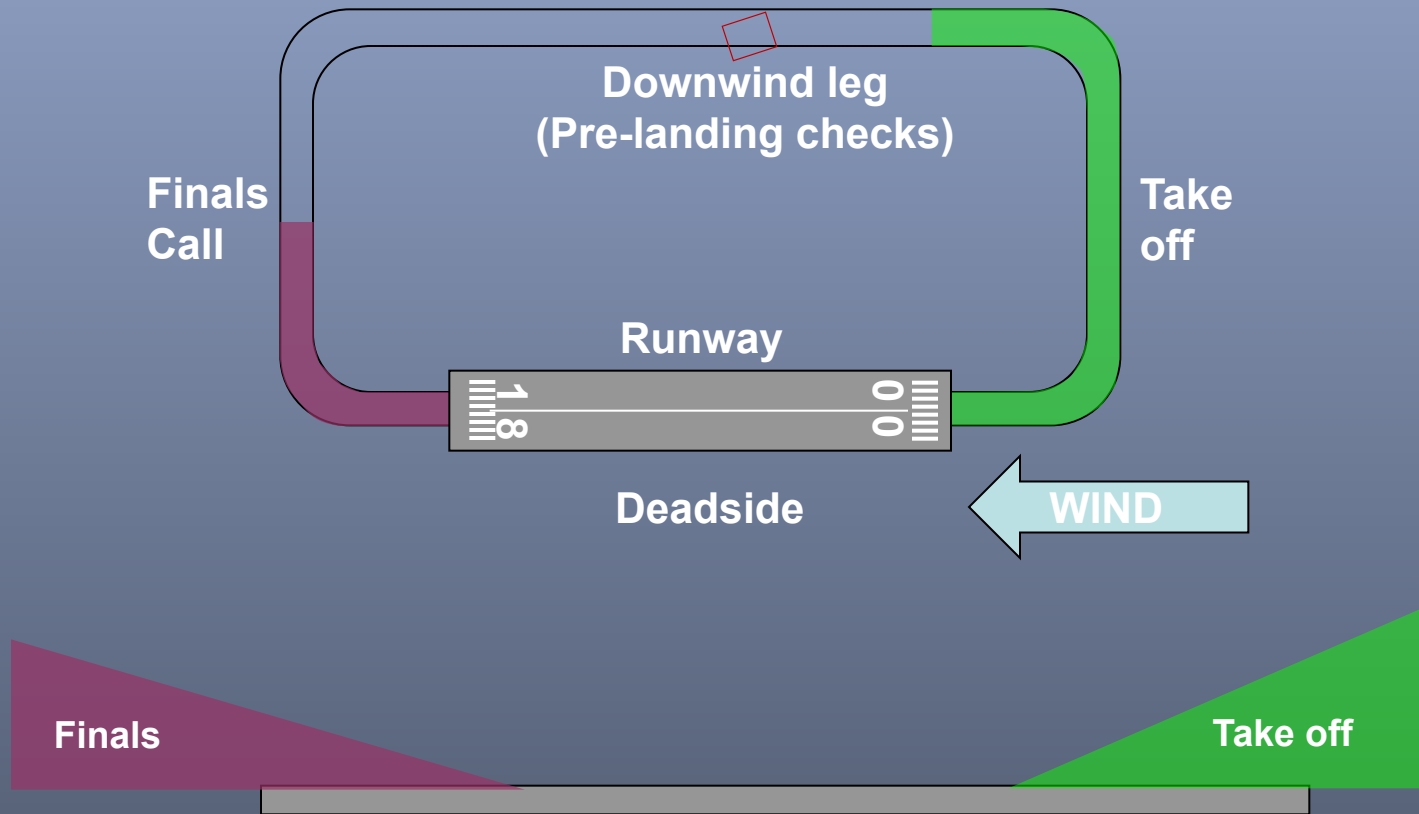 Downwind leg
(Pre-landing checks)
Finals
Call
Take
off
Runway
18
00
Deadside
WIND
Finals
Take off